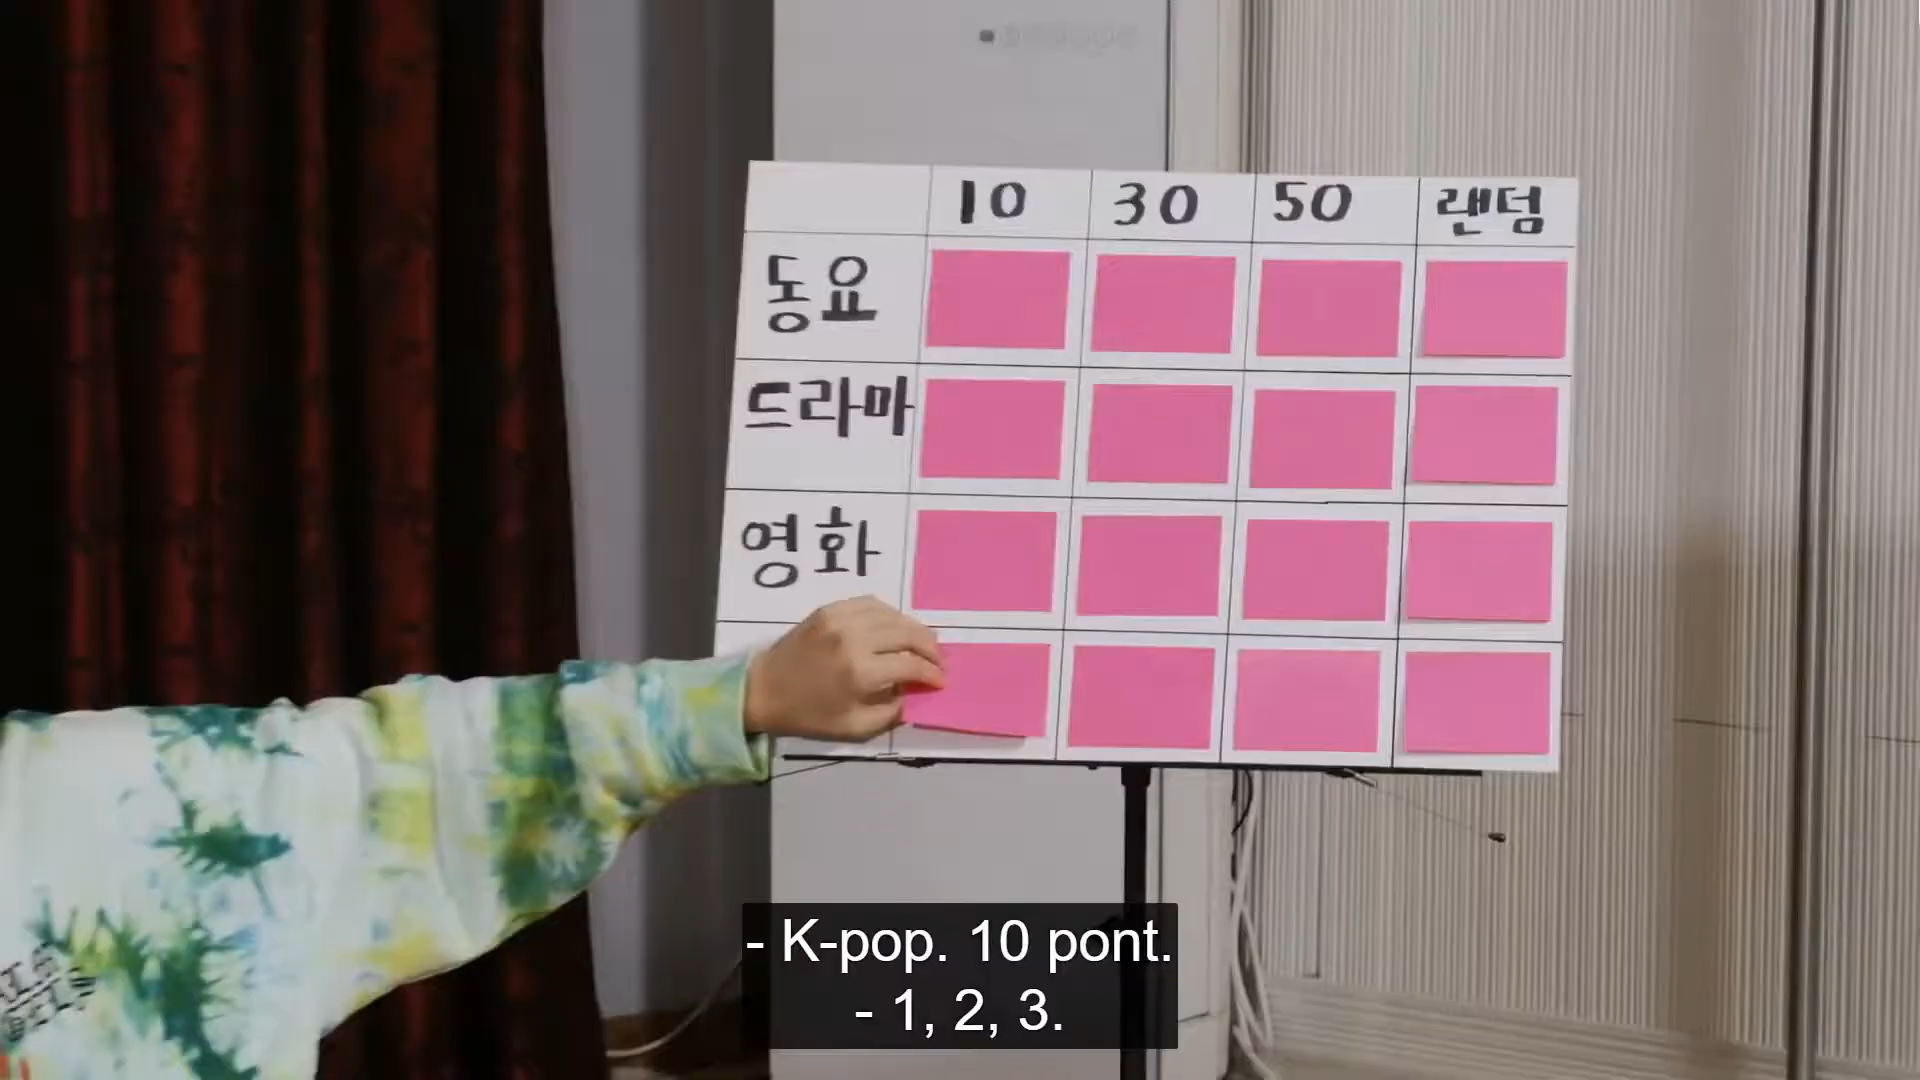 10 30 50 랜덤
동요
드라마
영화
- K-pop. 10 pont.
- 1, 2, 3.